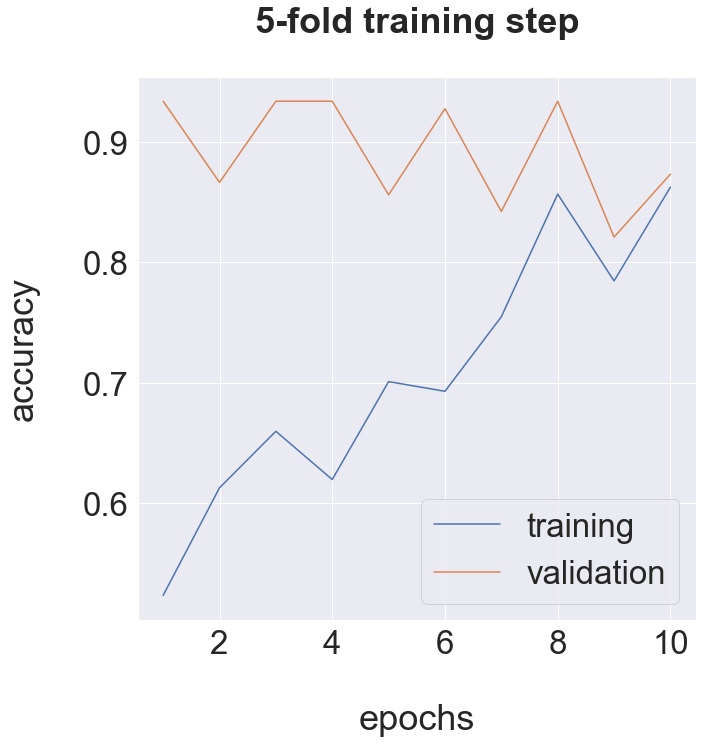 5-fold training step
accuracy
0.9
0.8
0.7
0.6
training
validation
2 4 6 8 10
epochs